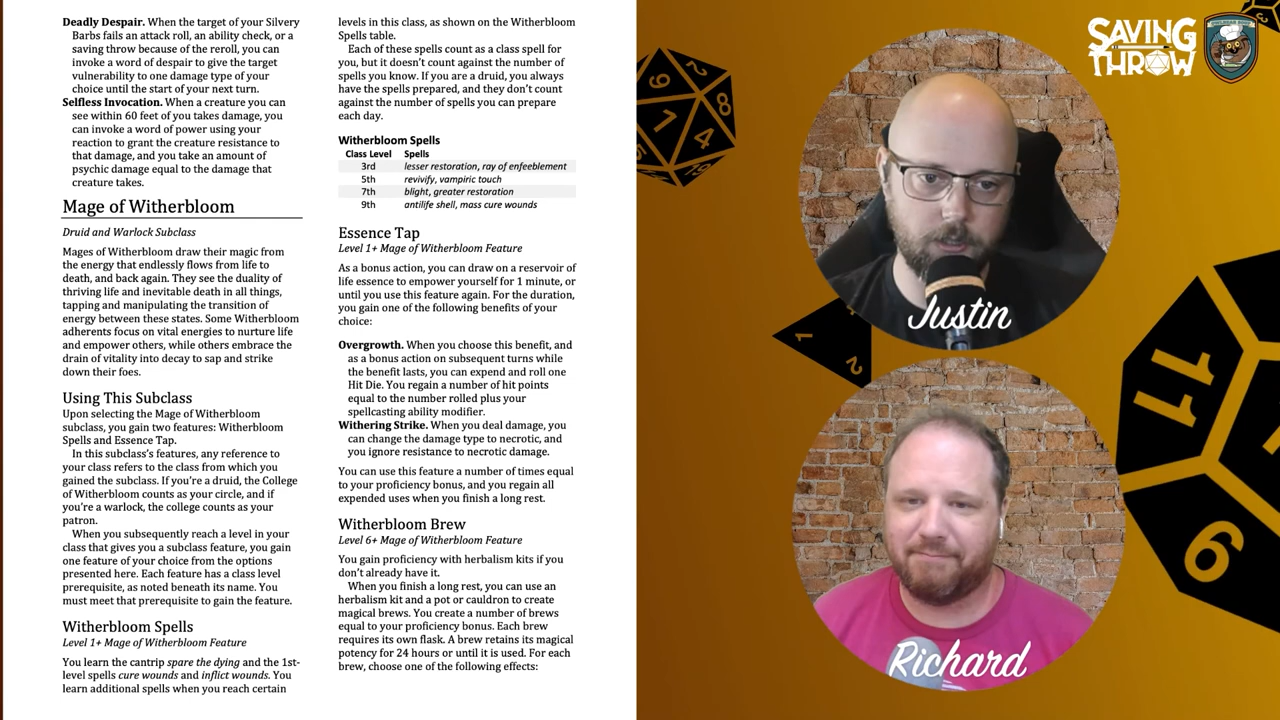 Deadly Despair. When the target of your Silvery
Barbs fails an attack roll, an ability check, or a
saving throw because of the reroll, you can
invoke a word of despair to give the target
vulnerability to one damage type of your
choice until the start of your next turn.
Selfless Invocation. When a creature you can
see within 60 feet of you takes damage, you
can invoke a word of power using your
reaction to grant the creature resistance to
that damage, and you take an amount of
psychic damage equal to the damage that
creature takes.
Mage of Witherbloom
Druid and Warlock Subclass
Mages of Witherbloom draw their magic from
the energy that endlessly flows from life to
death, and back again. They see the duality of
thriving life and inevitable death in all things,
tapping and manipulating the transition of
energy between these states. Some Witherbloom
adherents focus on vital energies to nurture life
and empower others, while others embrace the
drain of vitality into decay to sap and strike
down their foes.
Using This Subclass
Upon selecting the Mage of Witherbloom
subclass, you gain two features: Witherbloom
Spells and Essence Tap.
In this subclass's features, any reference to
your class refers to the class from which you
gained the subclass. If you're a druid, the College
of Witherbloom counts as your circle, and if
you're a warlock, the college counts as your
patron.
When you subsequently reach a level in your
class that gives you a subclass feature, you gain
one feature of your choice from the options
presented here. Each feature has a class level
prerequisite, as noted beneath its name. You
must meet that prerequisite to gain the feature.
Witherbloom Spells
Level 1+ Mage of Witherbloom Feature
You learn the cantrip spare the dying and the 1st-
level spells cure wounds and inflict wounds. You
learn additional spells when you reach certain
levels in this class, as shown on the Witherbloom
Spells table.
Each of these spells count as a class spell for
you, but it doesn't count against the number of
spells you know. If you are a druid, you always
have the spells prepared, and they don't count
against the number of spells you can prepare
each day.
Witherbloom Spells
Class Level Spells
3rd lesser restoration, ray of enfeeblement
5th revivify, vampiric touch
7th blight, greater restoration
9th antilife shell, mass cure wounds
Essence Tap
Level 1+ Mage of Witherbloom Feature
As a bonus action, you can draw on a reservoir of
life essence to empower yourself for 1 minute, or
until you use this feature again. For the duration,
you gain one of the following benefits of your
choice:
Overgrowth. When you choose this benefit, and
as a bonus action on subsequent turns while
the benefit lasts, you can expend and roll one
Hit Die. You regain a number of hit points
equal to the number rolled plus your
spellcasting ability modifier.
Withering Strike. When you deal damage, you
can change the damage type to necrotic, and
you ignore resistance to necrotic damage.
You can use this feature a number of times equal
to your proficiency bonus, and you regain all
expended uses when you finish a long rest.
Witherbloom Brew
Level 6+ Mage of Witherbloom Feature
You gain proficiency with herbalism kits if you
don't already have it.
When you finish a long rest, you can use an
herbalism kit and a pot or cauldron to create
magical brews. You create a number of brews
equal to your proficiency bonus. Each brew
requires its own flask. A brew retains its magical
potency for 24 hours or until it is used. For each
brew, choose one of the following effects:
SAVING
THROW
Justin
Richard
9
2
8
1
4
2
11
9